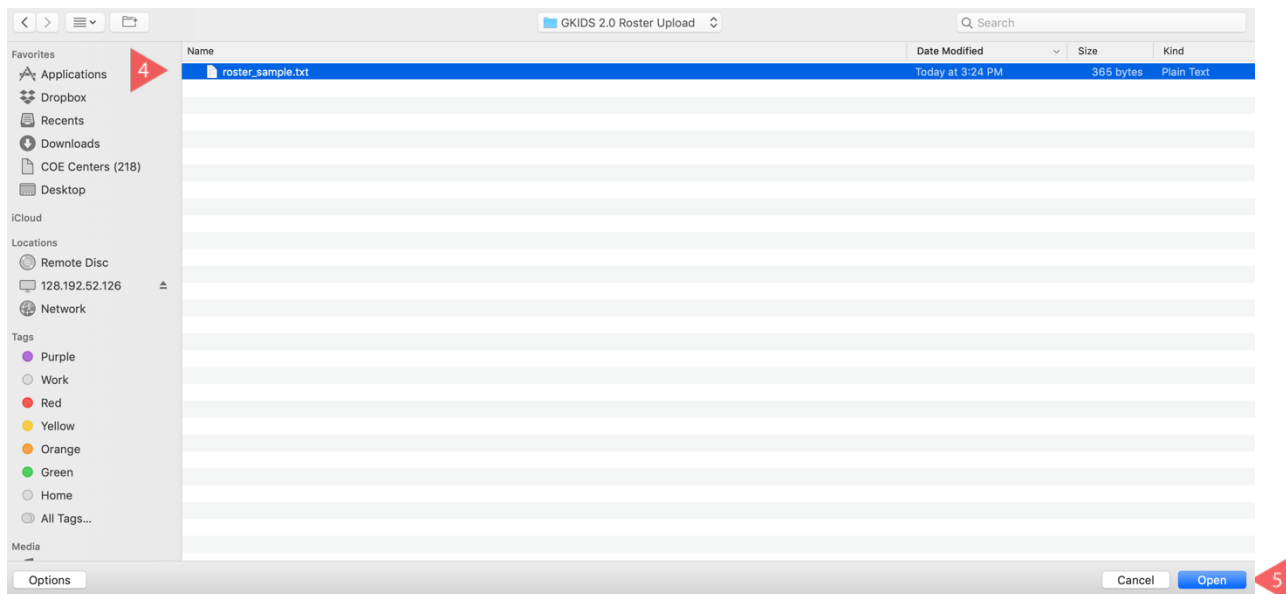 GKIDS 2.0 Roster Upload
Search
Favorites
Applications
Dropbox
Recents
Downloads
COE Centers (218)
Desktop
iCloud
Locations
Remote Disc
128.192.52.126
Network
Tags
Purple
Work
Red
Yellow
Orange
Green
Home
All Tags...
Media
Name Date Modified Size Kind
4
roster_sample.txt Today at 3:24 PM 365 bytes Plain Text
Options Cancel Open
5